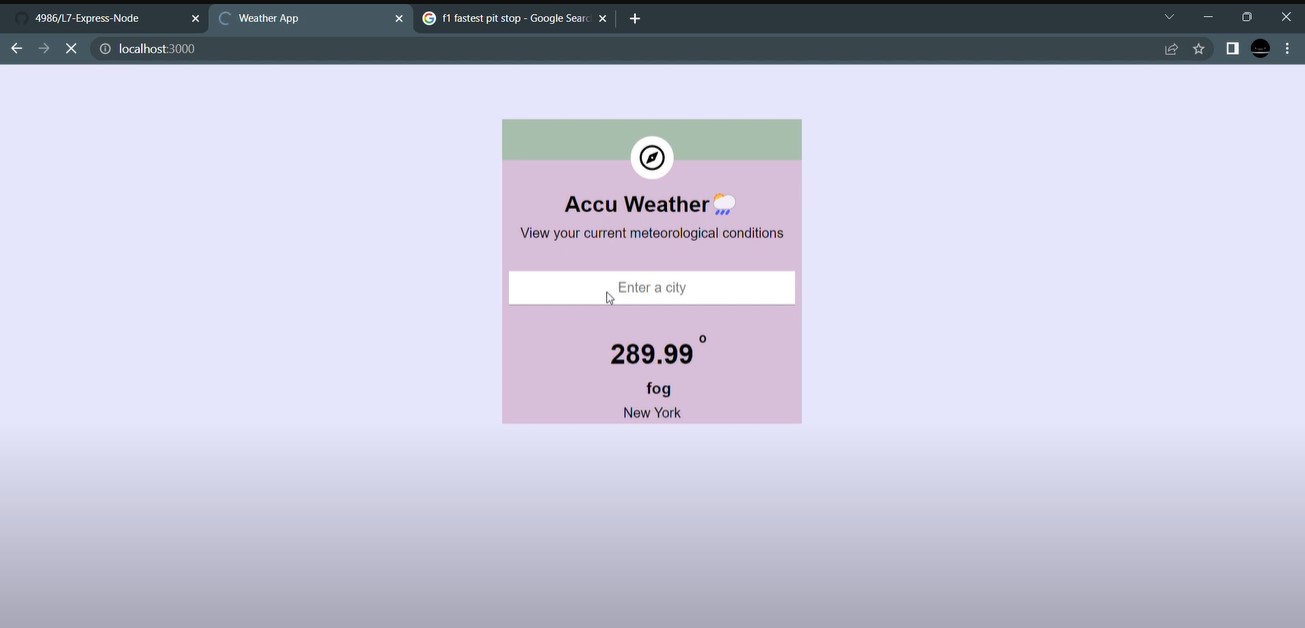 4986/L7-Express-Node
Weather App
f1 fastest pit stop - Google Searc
localhost:3000
Accu Weather
View your current meteorological conditions
Enter a city
289.99 o
fog
New York